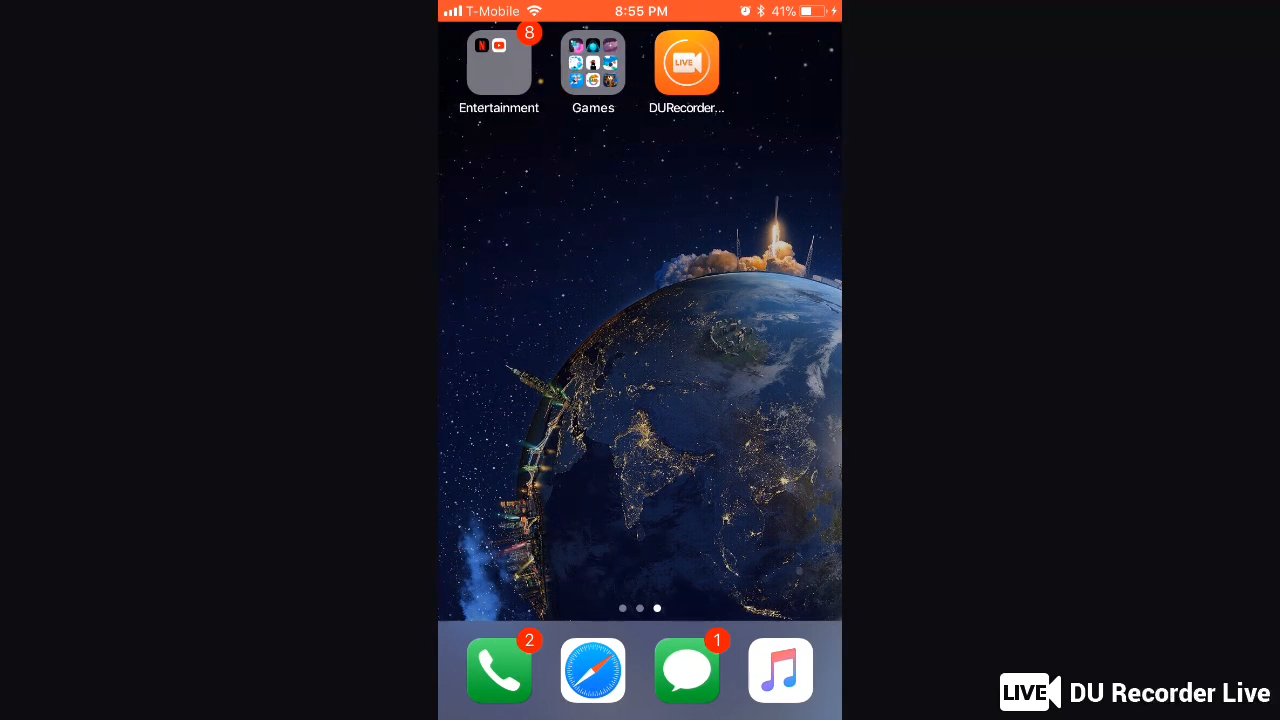 T-Mobile 8:55 PM 41%
8
LIVE
Entertainment Games DURecorder...
2 1
LIVE DU Recorder Live